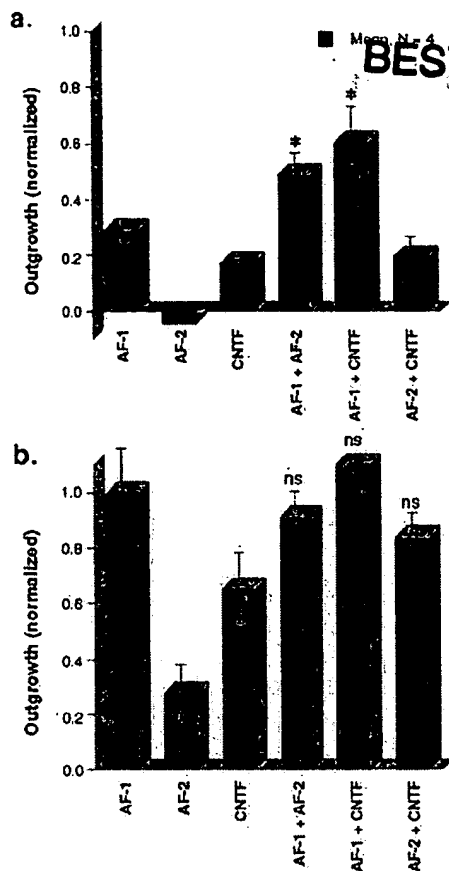 a.
Mean, N = 4
BES
Outgrowth (normalized)
1.0
0.8
0.6
0.4
0.2
0.0
*
*
AF-1
AF-2
CNTF
AF-1 + AF-2
AF-1 + CNTF
AF-2 + CNTF
b.
Outgrowth (normalized)
1.0
0.8
0.6
0.4
0.2
0.0
ns
ns
ns
AF-1
AF-2
CNTF
AF-1 + AF-2
AF-1 + CNTF
AF-2 + CNTF